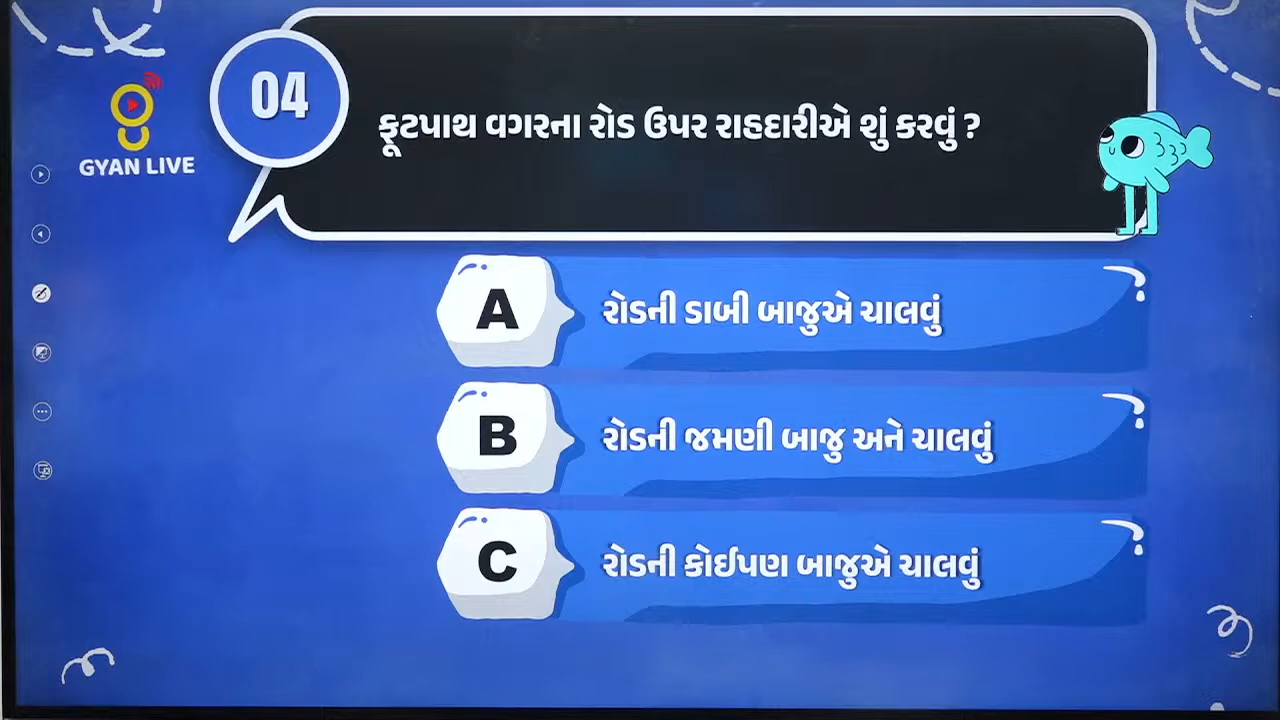 04
ફૂટપાથ વગરના રોડ ઉપર રાહદારીએ શું કરવું ?
GYAN LIVE
A
રોડની ડાબી બાજુએ ચાલવું
B
રોડની જમણી બાજુ અને ચાલવું
C
રોડની કોઈપણ બાજુએ ચાલવું